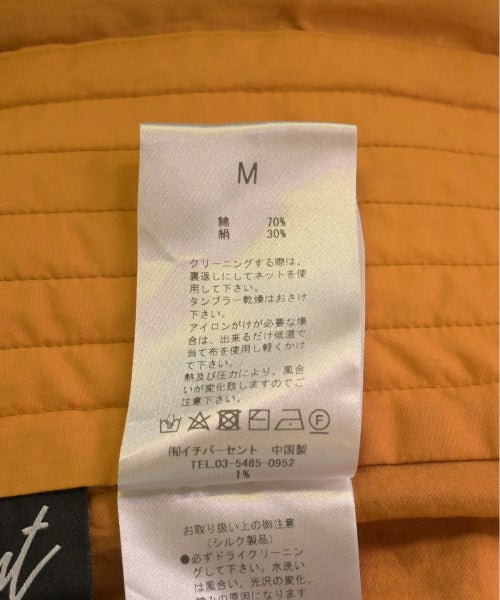 M
綿 70%
絹 30%
クリーニングする際は、
裏返しにしてネットを使
用して下さい。
タンブラー乾燥はおさけ
下さい。
アイロンがけが必要な場
合は、出来るだけ低温で
当て布を使用し軽くかけ
て下さい。
熱及び圧力により、風合
いが変化致しますのでご
注意下さい。
F
㈲イチパーセント 中国製
TEL.03-5465-0952
1%
お取り扱い上の御注意
(シルク製品)
●必ずドライクリーニン
グして下さい。水洗い
は風合い、光沢の変化、